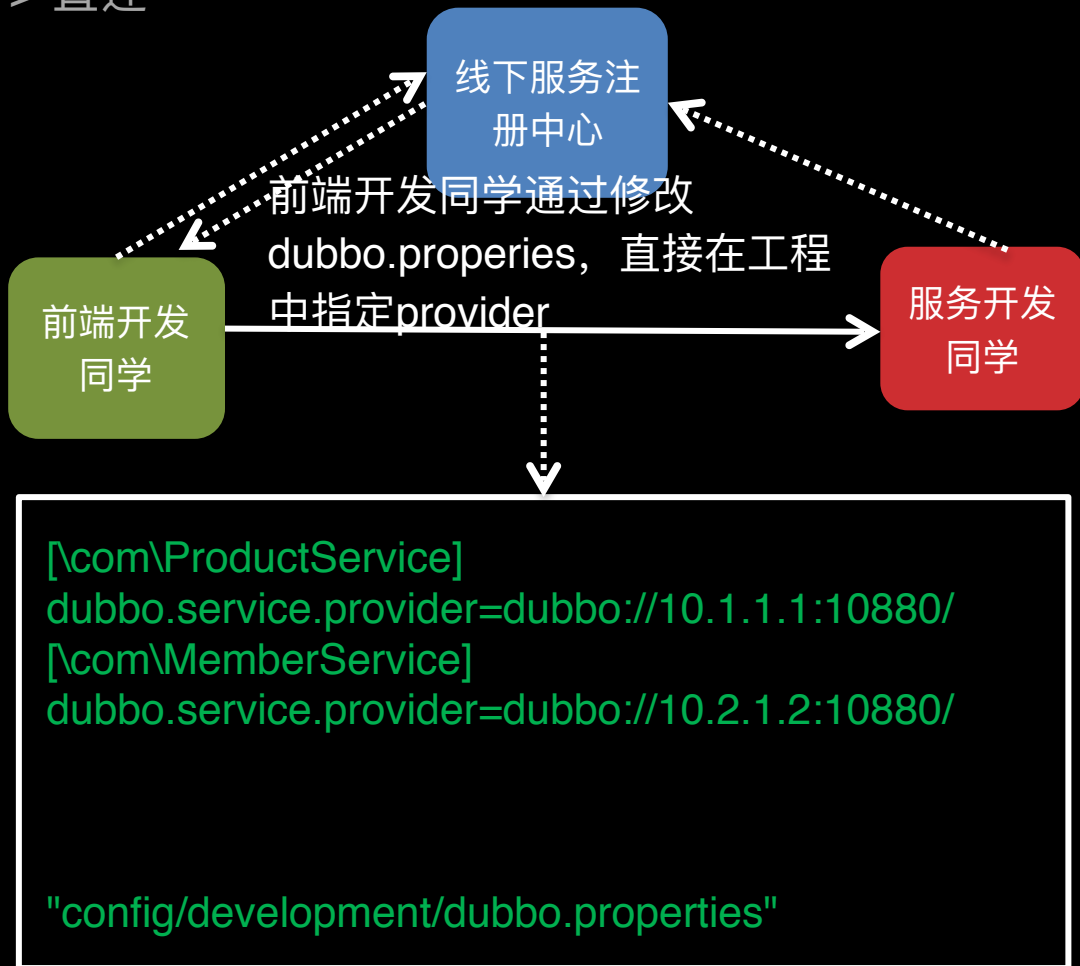 > 直连
线下服务注
册中心
前端开发同学通过修改
dubbo.properies，直接在工程
中指定provider
前端开发
同学
服务开发
同学
[\com\ProductService]
dubbo.service.provider=dubbo://10.1.1.1:10880/
[\com\MemberService]
dubbo.service.provider=dubbo://10.2.1.2:10880/
"config/development/dubbo.properties"